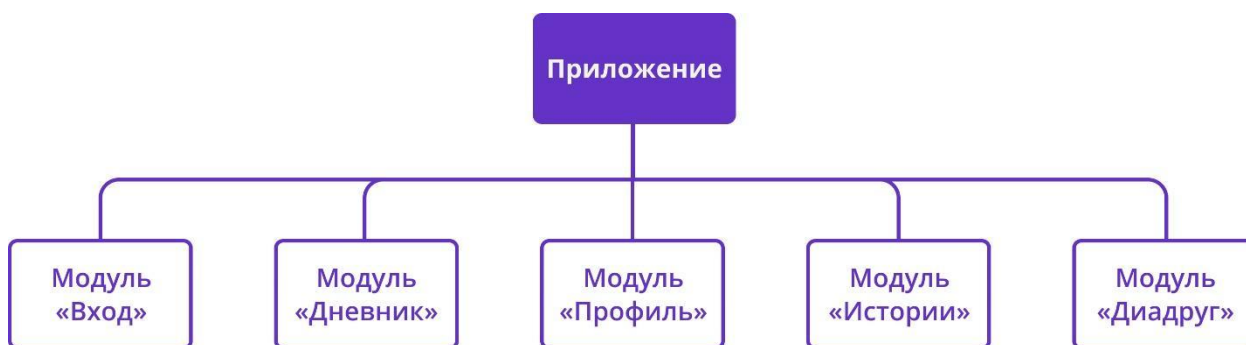 Приложение
Модуль
«Вход»
Модуль
«Дневник»
Модуль
«Профиль»
Модуль
«Истории»
Модуль
«Диадруг»